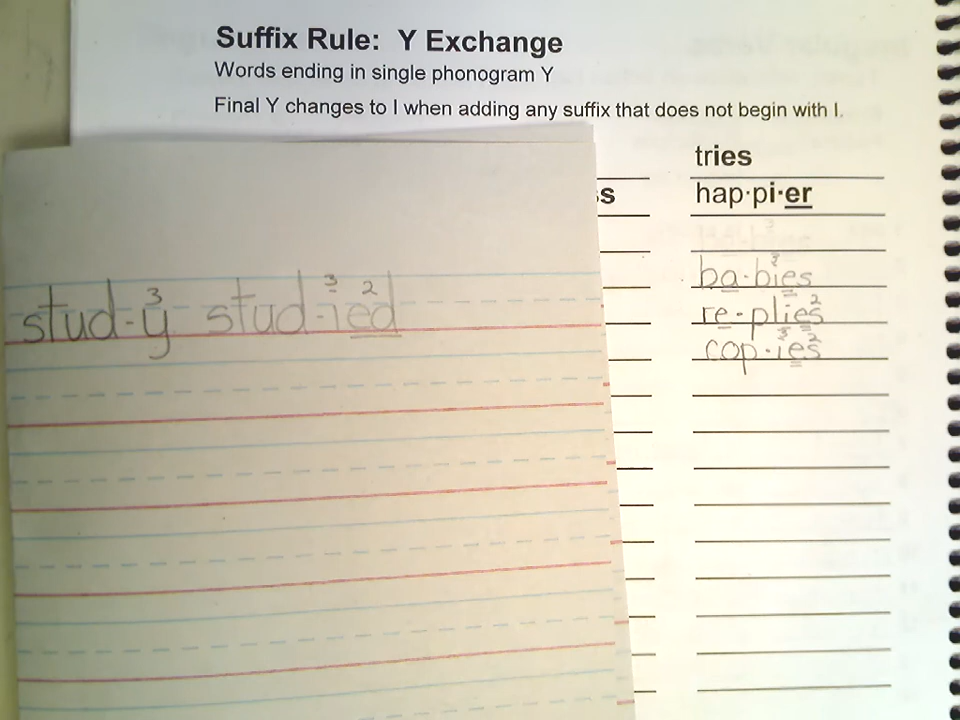 Suffix Rule: Y Exchange
Words ending in single phonogram Y
Final Y changes to I when adding any suffix that does not begin with I.
tries
s hap·pi·er
ba·bies
re·plies
cop·ies
stud-y stud-ied